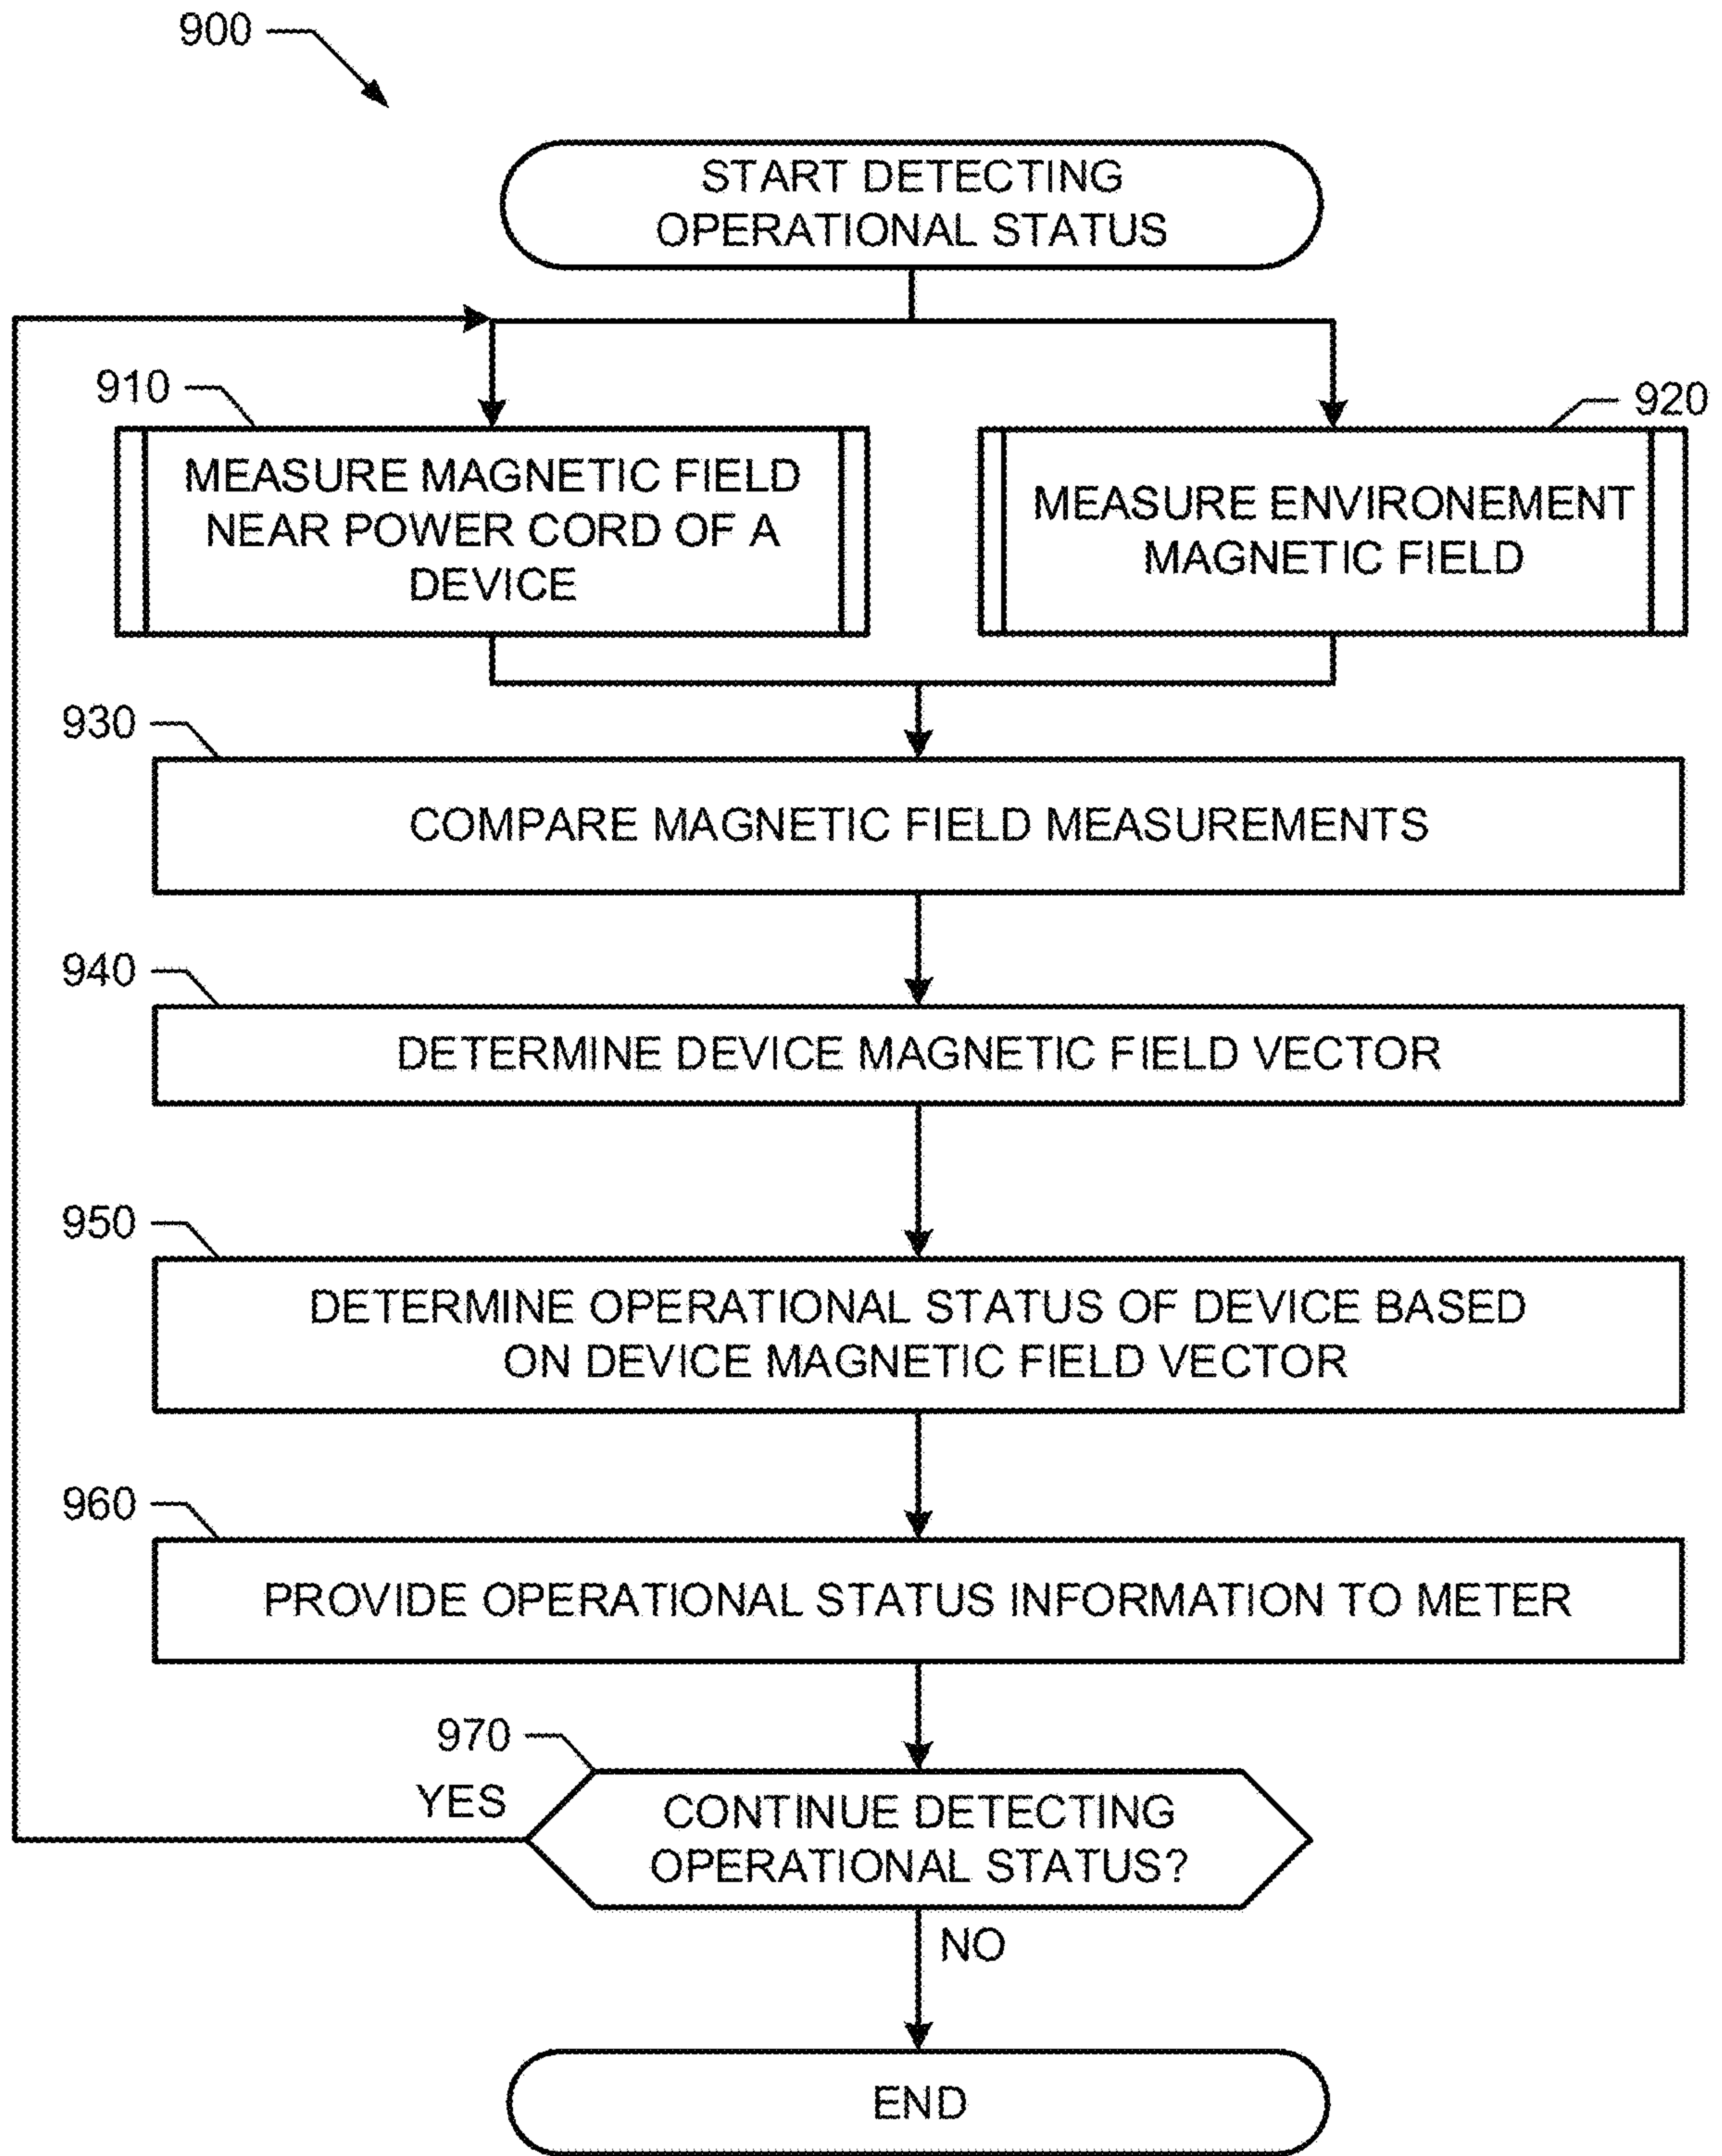 900
START DETECTING
OPERATIONAL STATUS
910
920
MEASURE MAGNETIC FIELD
NEAR POWER CORD OF A
DEVICE
MEASURE ENVIRONEMENT
MAGNETIC FIELD
930
COMPARE MAGNETIC FIELD MEASUREMENTS
940
DETERMINE DEVICE MAGNETIC FIELD VECTOR
950
DETERMINE OPERATIONAL STATUS OF DEVICE BASED
ON DEVICE MAGNETIC FIELD VECTOR
960
PROVIDE OPERATIONAL STATUS INFORMATION TO METER
970
YES
CONTINUE DETECTING
OPERATIONAL STATUS?
NO
END